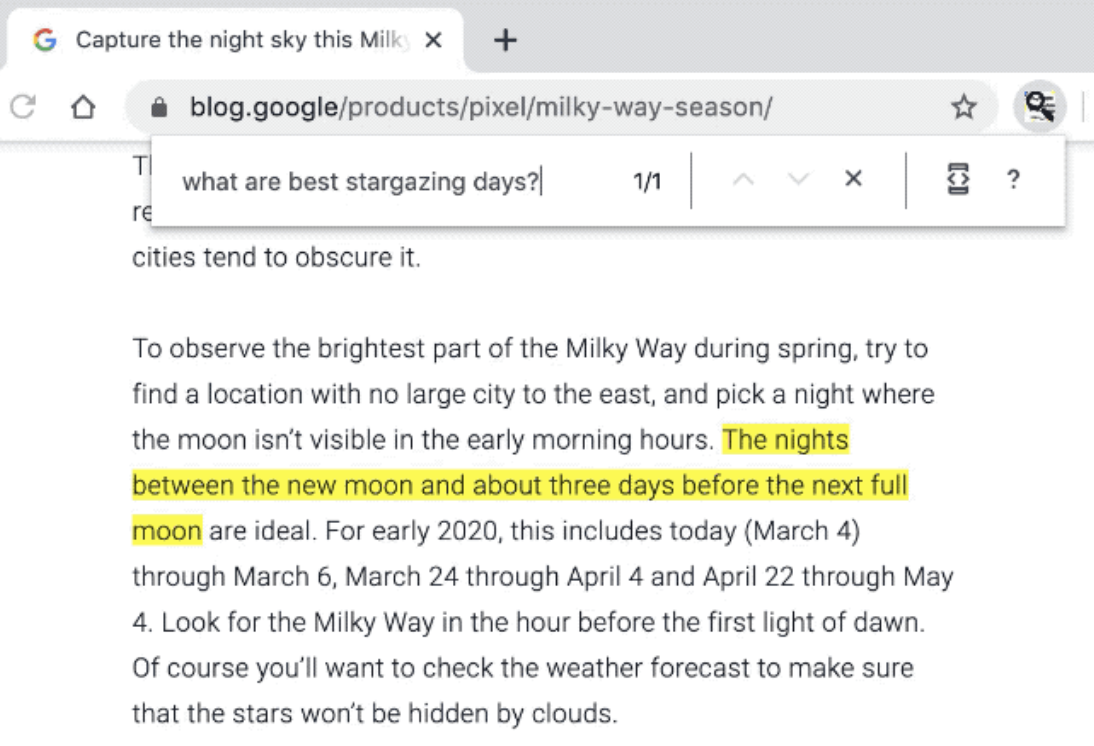 Capture the night sky this Milky
blog.google/products/pixel/milky-way-season/
what are best stargazing days? 1/1 ?
cities tend to obscure it.
To observe the brightest part of the Milky Way during spring, try to
find a location with no large city to the east, and pick a night where
the moon isn't visible in the early morning hours. The nights
between the new moon and about three days before the next full
moon are ideal. For early 2020, this includes today (March 4)
through March 6, March 24 through April 4 and April 22 through May
4. Look for the Milky Way in the hour before the first light of dawn.
Of course you'll want to check the weather forecast to make sure
that the stars won't be hidden by clouds.